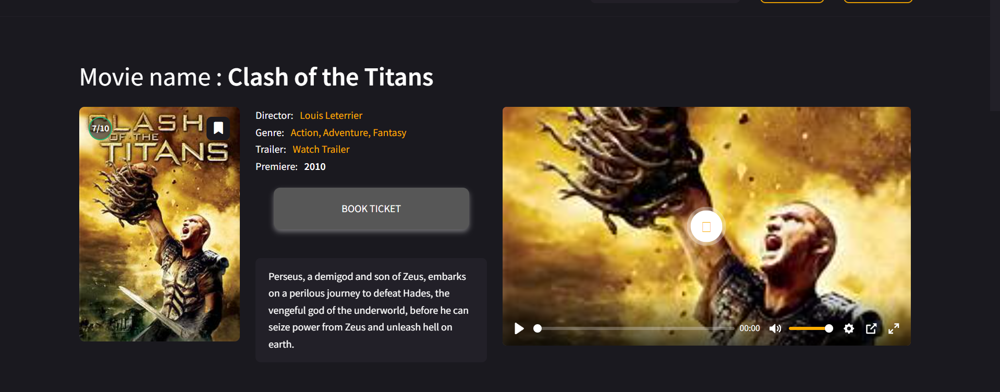 Movie name : Clash of the Titans
7/10
CLASH
OF THE
TITANS
Director: Louis Leterrier
Genre: Action, Adventure, Fantasy
Trailer: Watch Trailer
Premiere: 2010
BOOK TICKET
Perseus, a demigod and son of Zeus, embarks
on a perilous journey to defeat Hades, the
vengeful god of the underworld, before he can
seize power from Zeus and unleash hell on
earth.
00:00